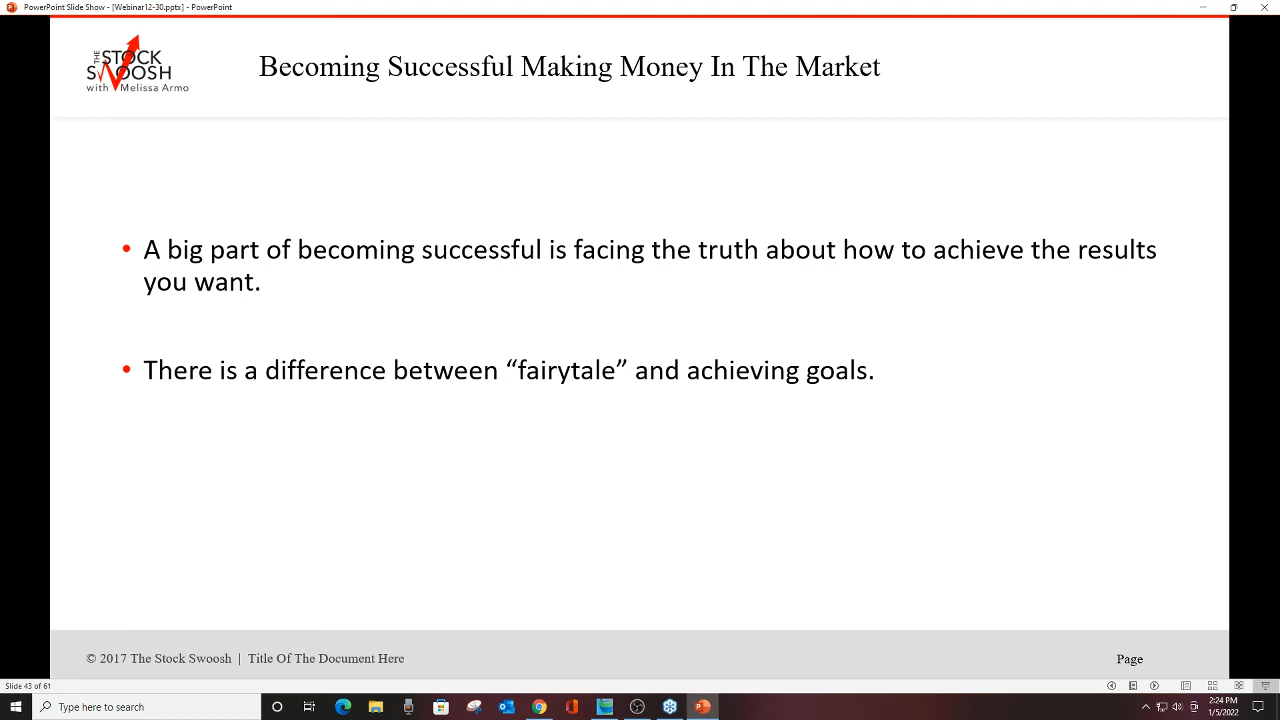 PowerPoint Slide Show - [Webinar12-30.pptx] - PowerPoint
THE STOCK
SWOOSH
with Melissa Armo
Becoming Successful Making Money In The Market
• A big part of becoming successful is facing the truth about how to achieve the results
you want.
• There is a difference between “fairytale” and achieving goals.
© 2017 The Stock Swoosh | Title Of The Document Here
Page
Slide 43 of 61
Type here to search
2:24 PM
1/5/2022